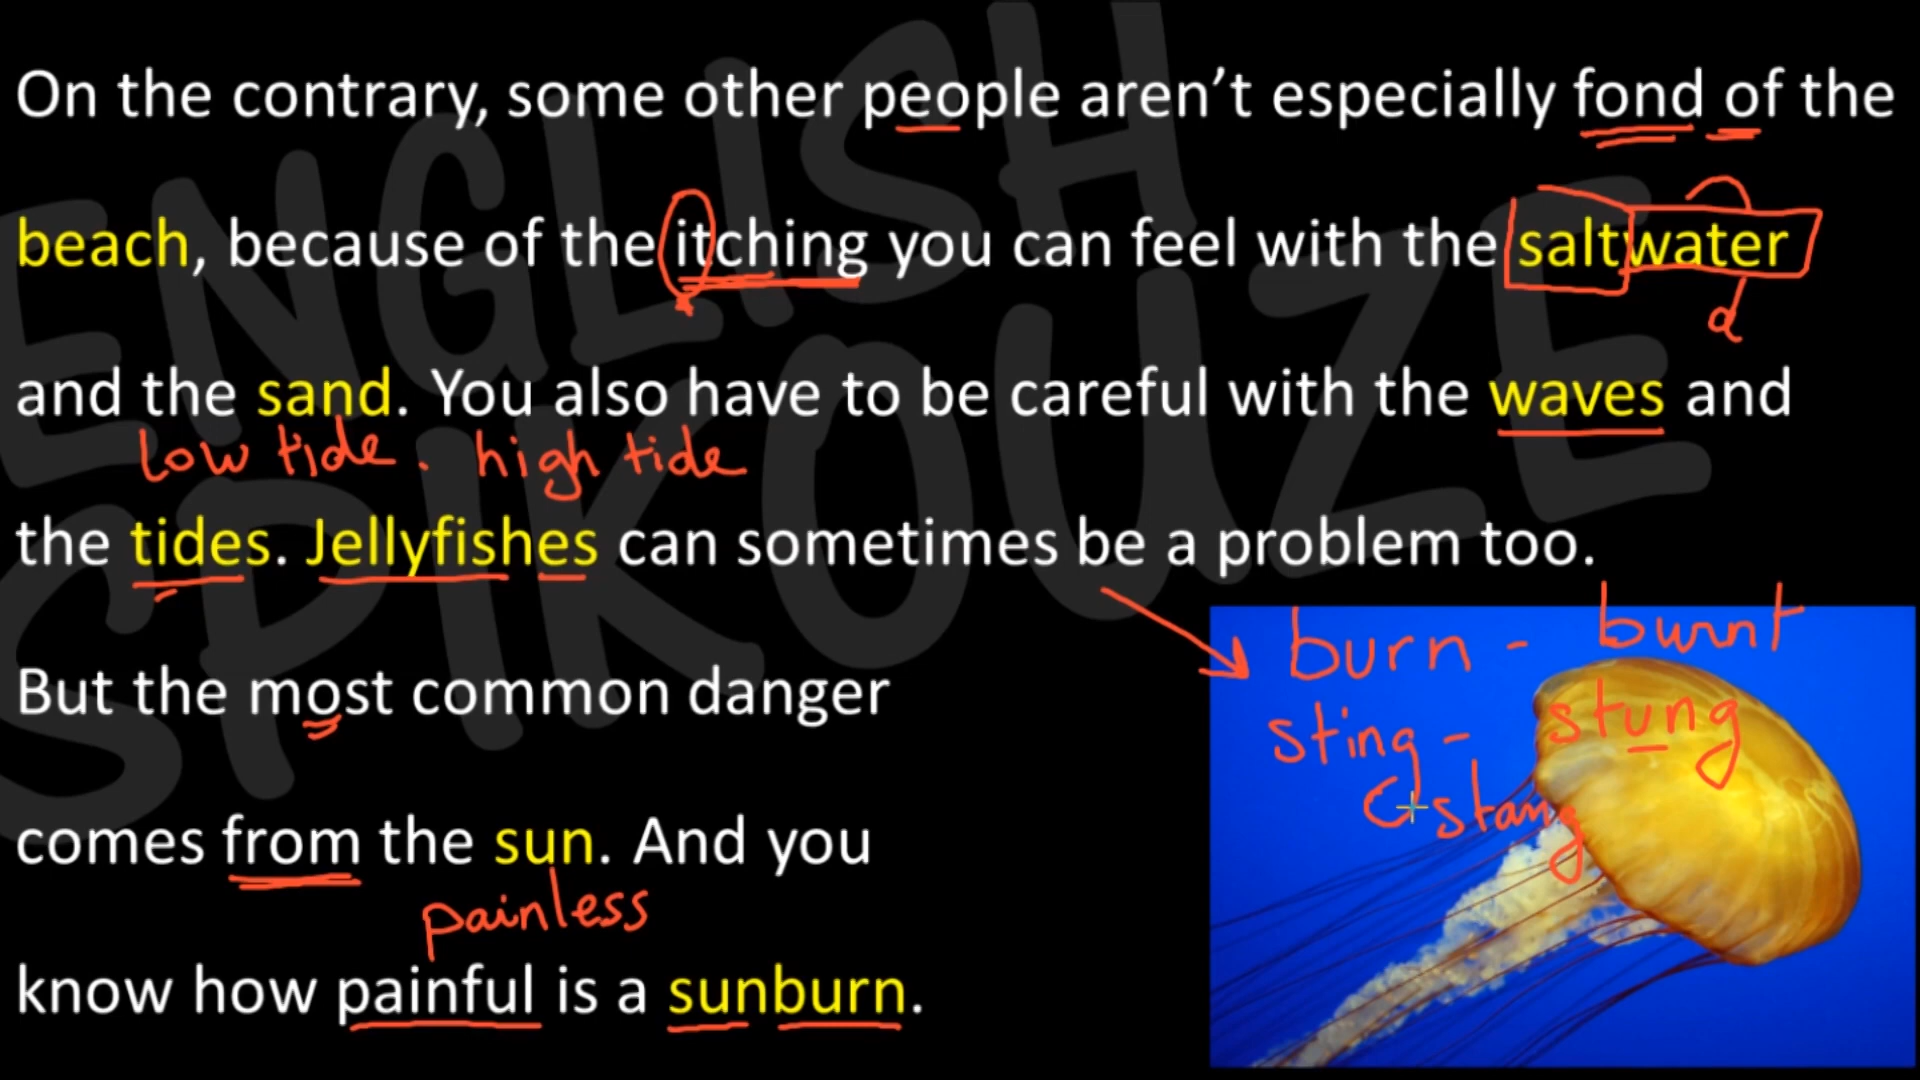 On the contrary, some other people aren't especially fond of the
beach, because of the itching you can feel with the saltwater
d
and the sand. You also have to be careful with the waves and
low tide. high tide
the tides. Jellyfishes can sometimes be a problem too.
burn - burnt
But the most common danger
sting - stung
stang
comes from the sun. And you
painless
know how painful is a sunburn.
ENGLISH
SPIKOUZE